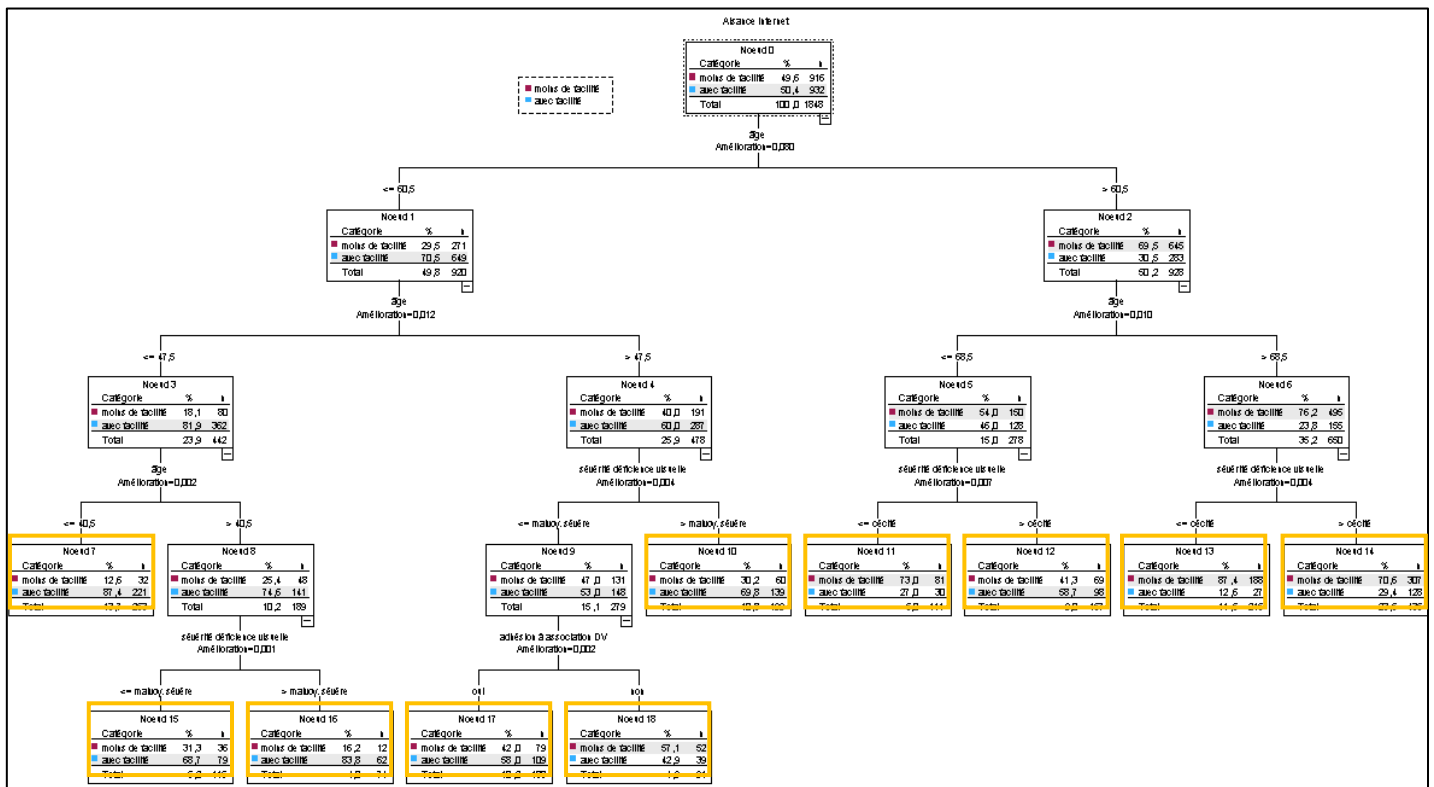 Aisance Internet
Noeud 0
Catégorie % n
moins de facilité 49,6 916
avec facilité 50,4 932
Total 100,0 1848
moins de facilité
avec facilité
âge
Amélioration=0,080
<= 60,5
> 60,5
Noeud 1
Catégorie % n
moins de facilité 29,5 271
avec facilité 70,5 649
Total 49,8 920
Noeud 2
Catégorie % n
moins de facilité 69,5 645
avec facilité 30,5 283
Total 50,2 928
âge
Amélioration=0,012
âge
Amélioration=0,010
<= 47,5
> 47,5
<= 68,5
> 68,5
Noeud 3
Catégorie % n
moins de facilité 18,1 80
avec facilité 81,9 362
Total 23,9 442
Noeud 4
Catégorie % n
moins de facilité 40,0 191
avec facilité 60,0 287
Total 25,9 478
Noeud 5
Catégorie % n
moins de facilité 54,0 150
avec facilité 46,0 128
Total 15,0 278
Noeud 6
Catégorie % n
moins de facilité 76,2 495
avec facilité 23,8 155
Total 35,2 650
âge
Amélioration=0,002
sévérité déficience visuelle
Amélioration=0,004
sévérité déficience visuelle
Amélioration=0,007
sévérité déficience visuelle
Amélioration=0,004
<= 40,5
> 40,5
<= malvoy. sévère
> malvoy. sévère
<= cécité
> cécité
<= cécité
> cécité
Noeud 7
Catégorie % n
moins de facilité 12,6 32
avec facilité 87,4 221
Total
Noeud 8
Catégorie % n
moins de facilité 25,4 48
avec facilité 74,6 141
Total 10,2 189
Noeud 9
Catégorie % n
moins de facilité 47,0 131
avec facilité 53,0 148
Total 15,1 279
Noeud 10
Catégorie % n
moins de facilité 30,2 60
avec facilité 69,8 139
Total
Noeud 11
Catégorie % n
moins de facilité 73,0 81
avec facilité 27,0 30
Total
Noeud 12
Catégorie % n
moins de facilité 41,3 69
avec facilité 58,7 98
Total
Noeud 13
Catégorie % n
moins de facilité 87,4 188
avec facilité 12,6 27
Total
Noeud 14
Catégorie % n
moins de facilité 70,6 307
avec facilité 29,4 128
Total
sévérité déficience visuelle
Amélioration=0,001
adhésion à association DV
Amélioration=0,002
<= malvoy. sévère
> malvoy. sévère
oui
non
Noeud 15
Catégorie % n
moins de facilité 31,3 36
avec facilité 68,7 79
Total
Noeud 16
Catégorie % n
moins de facilité 16,2 12
avec facilité 83,8 62
Total
Noeud 17
Catégorie % n
moins de facilité 42,0 79
avec facilité 58,0 109
Total
Noeud 18
Catégorie % n
moins de facilité 57,1 52
avec facilité 42,9 39
Total